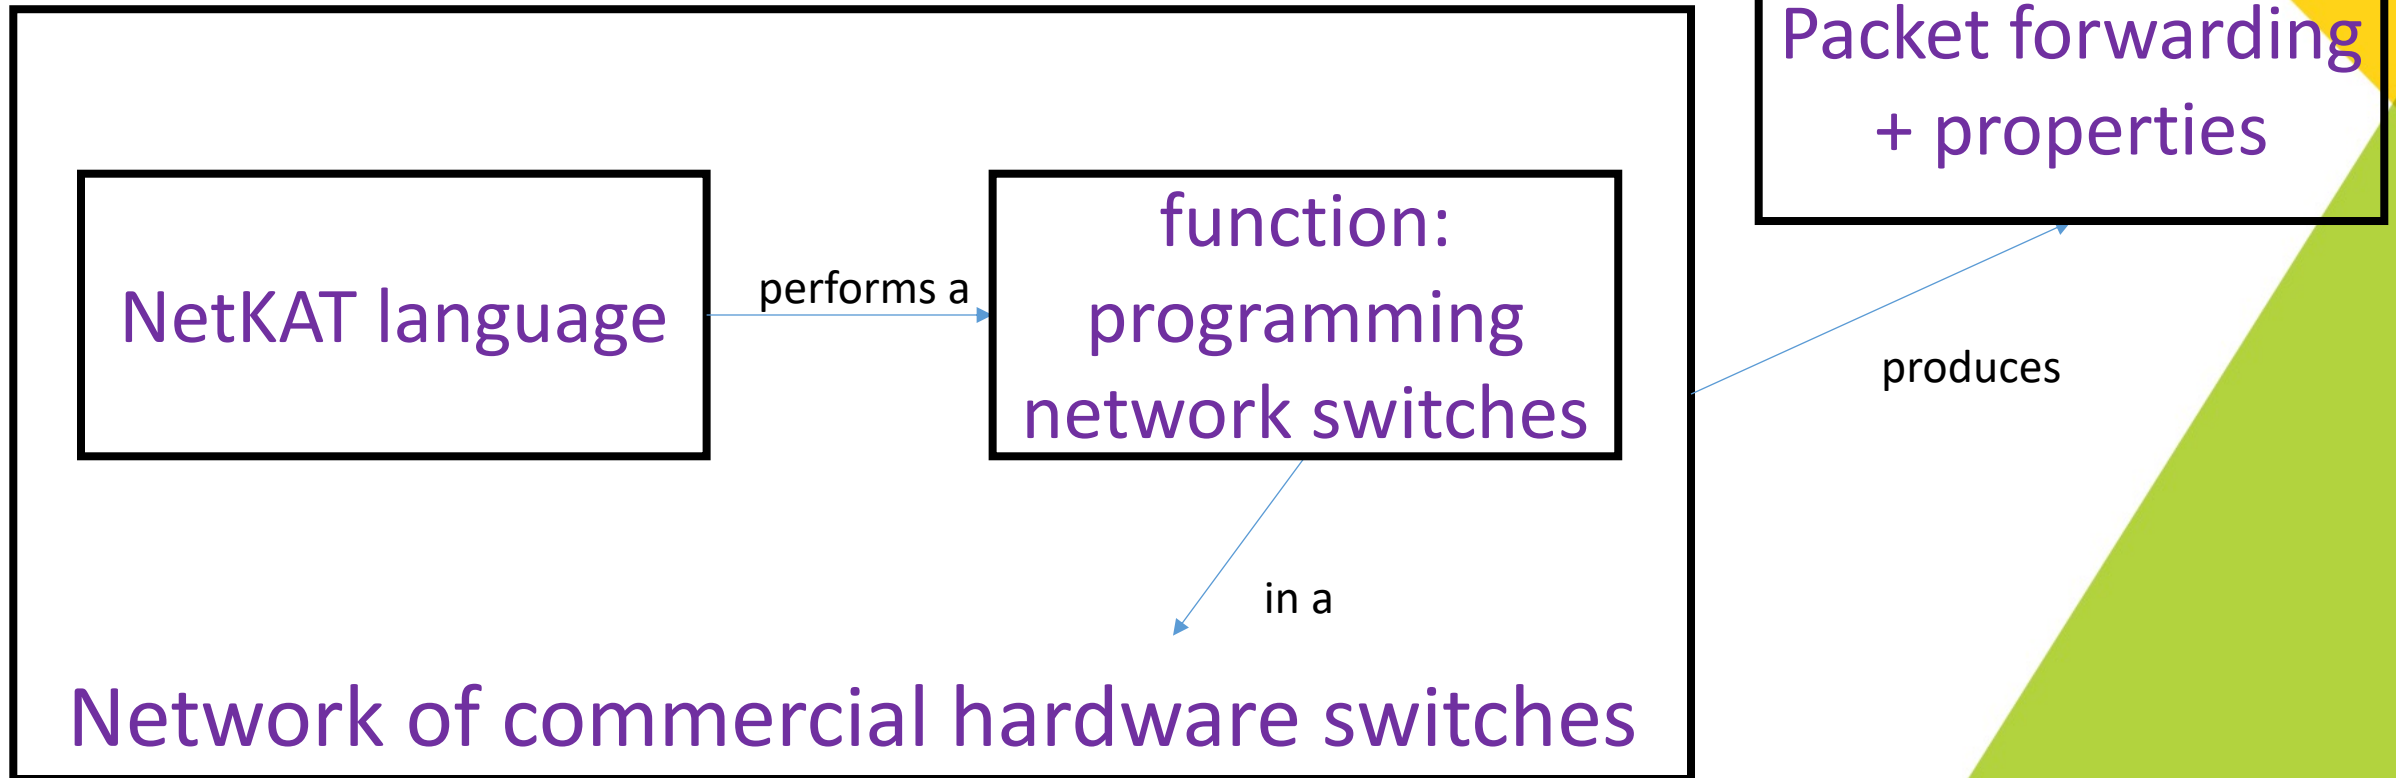 Packet forwarding
+ properties
NetKAT language
performs a
function:
programming
network switches
produces
in a
Network of commercial hardware switches